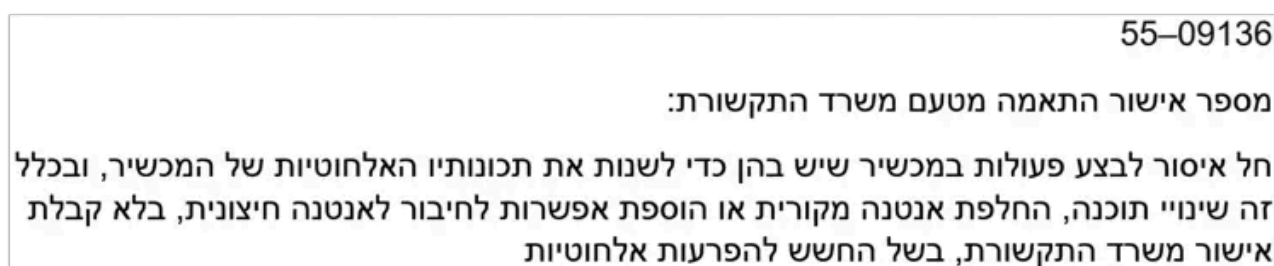 55–09136
מספר אישור התאמה מטעם משרד התקשורת:
חל איסור לבצע פעולות במכשיר שיש בהן כדי לשנות את תכונותיו האלחוטיות של המכשיר, ובכלל
זה שינויי תוכנה, החלפת אנטנה מקורית או הוספת אפשרות לחיבור לאנטנה חיצונית, בלא קבלת
אישור משרד התקשורת, בשל החשש להפרעות אלחוטיות